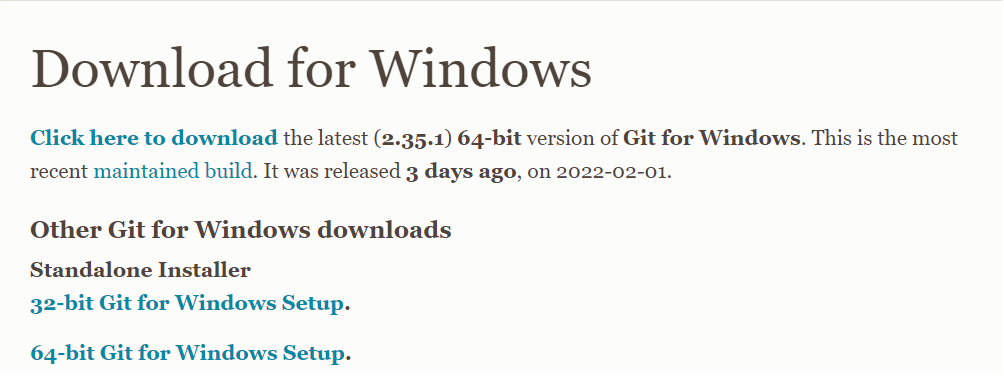 Download for Windows
Click here to download the latest (2.35.1) 64-bit version of Git for Windows. This is the most
recent maintained build. It was released 3 days ago, on 2022-02-01.
Other Git for Windows downloads
Standalone Installer
32-bit Git for Windows Setup.
64-bit Git for Windows Setup.